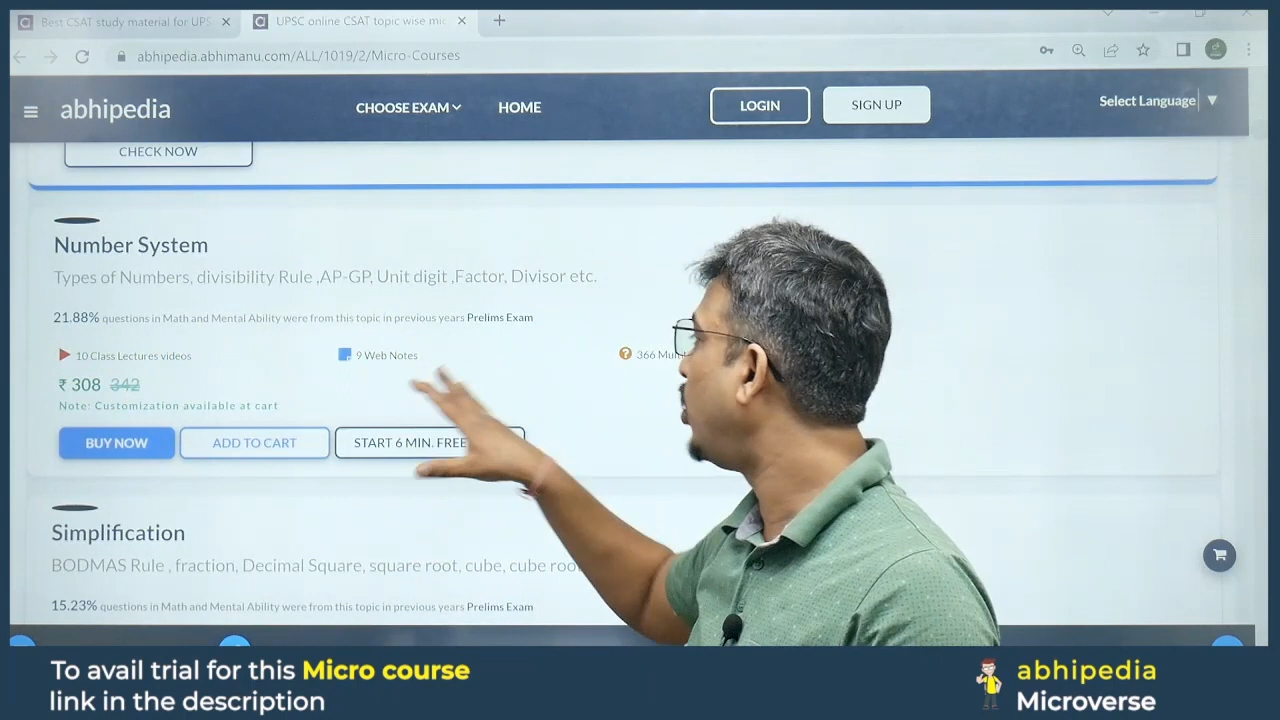 Best CSAT study material for UPS
UPSC online CSAT topic wise mic
abhipedia.abhimanu.com/ALL/1019/2/Micro-Courses
abhipedia
CHOOSE EXAM
HOME
LOGIN
SIGN UP
Select Language
CHECK NOW
Number System
Types of Numbers, divisibility Rule ,AP-GP, Unit digit ,Factor, Divisor etc.
21.88% questions in Math and Mental Ability were from this topic in previous years Prelims Exam
10 Class Lectures videos
9 Web Notes
366 Mul
₹ 308 342
Note: Customization available at cart
BUY NOW
ADD TO CART
START 6 MIN. FREE
Simplification
BODMAS Rule , fraction, Decimal Square, square root, cube, cube roo
15.23% questions in Math and Mental Ability were from this topic in previous years Prelims Exam
To avail trial for this Micro course
link in the description
abhipedia
Microverse